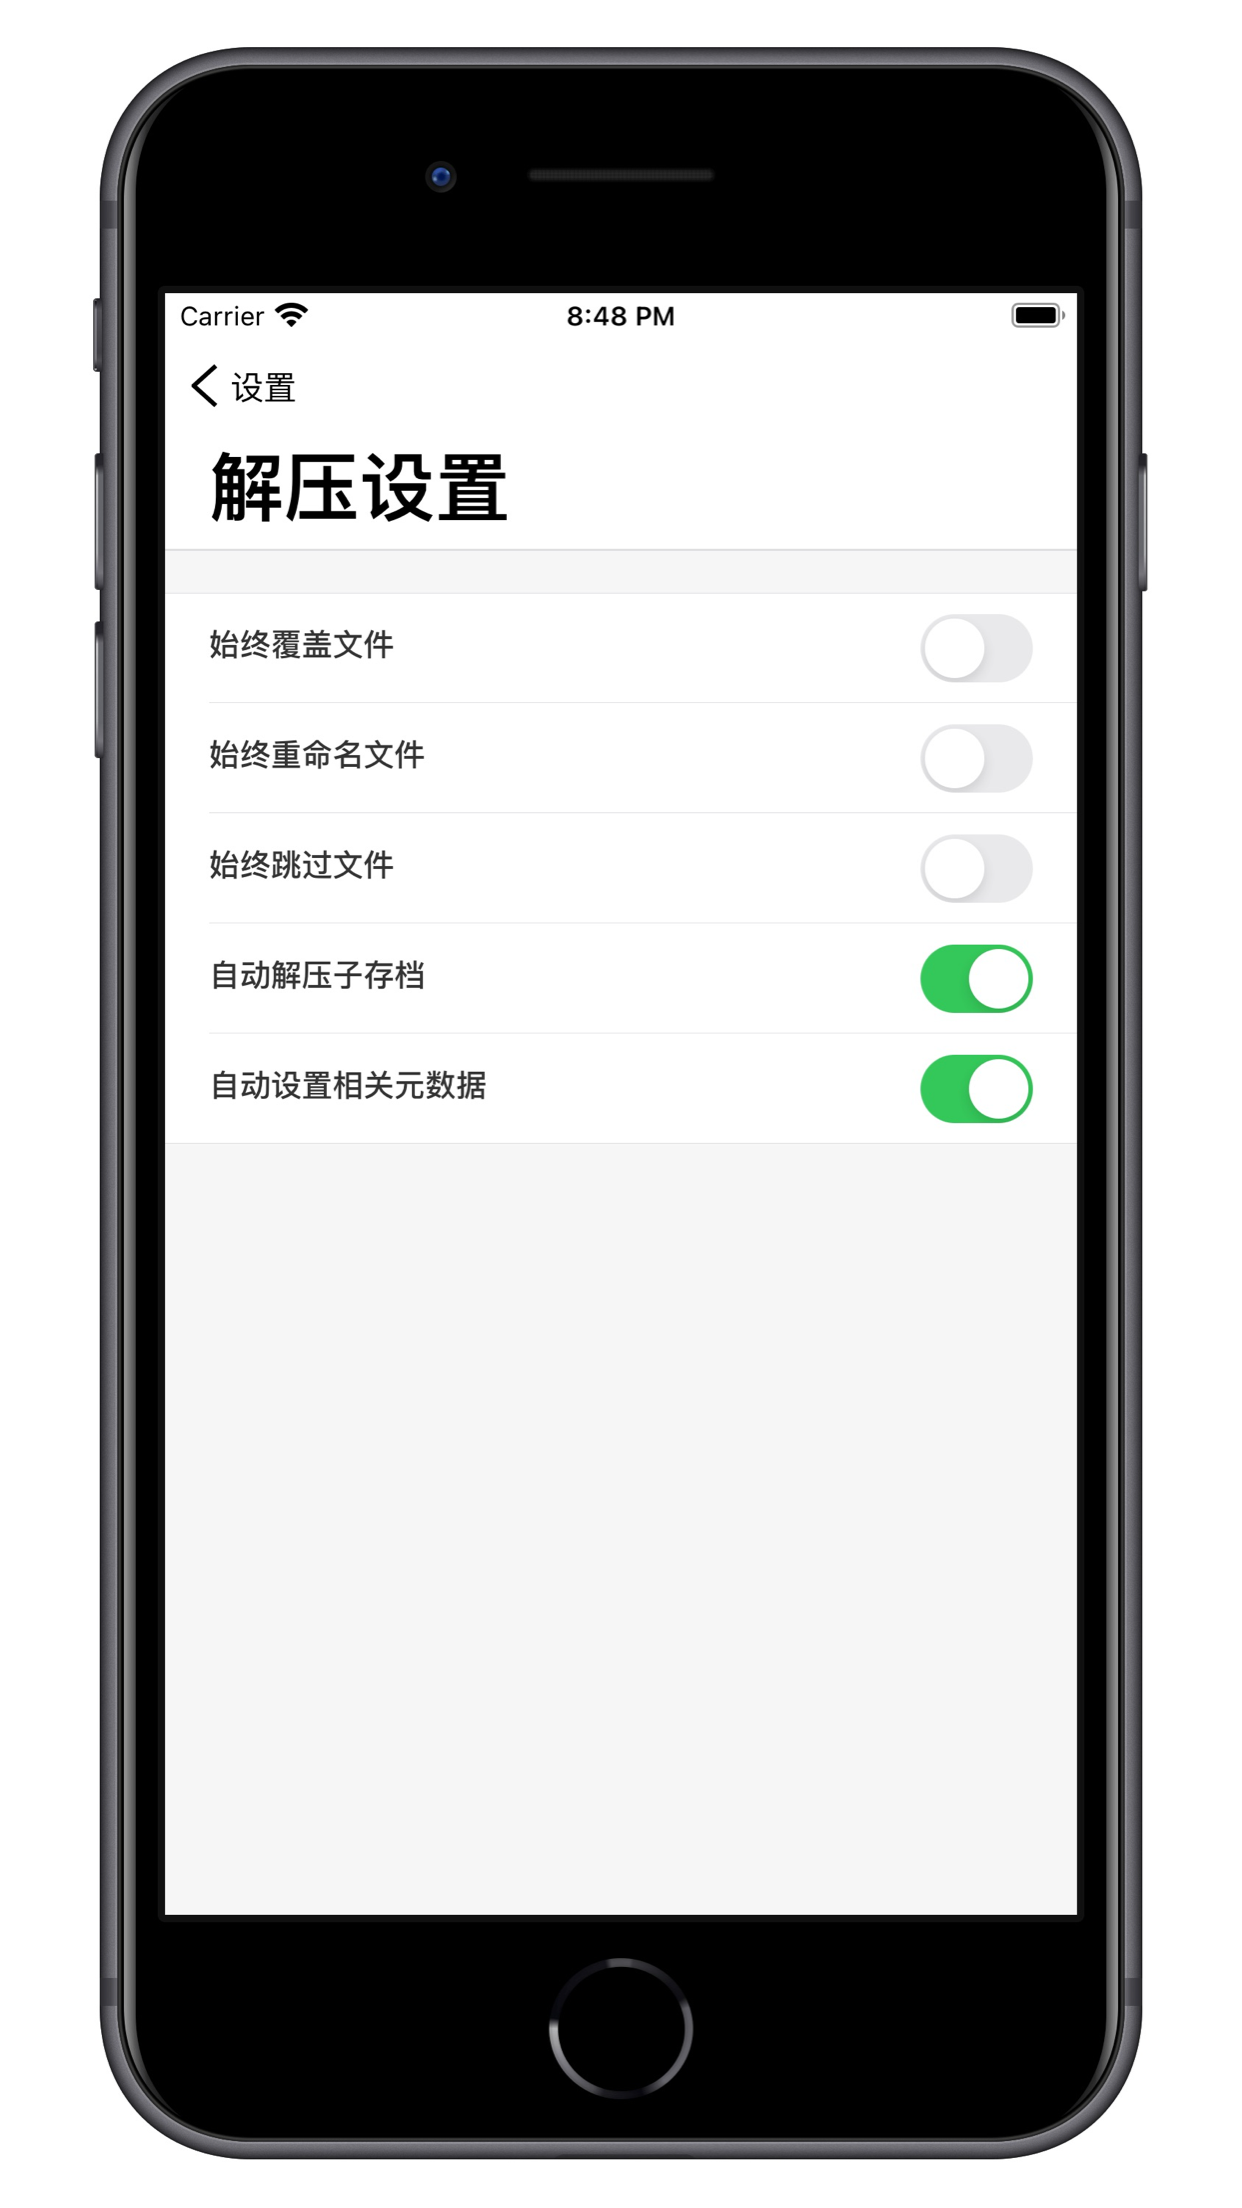 Carrier 8:48 PM
设置
解压设置
始终覆盖文件
始终重命名文件
始终跳过文件
自动解压子存档
自动设置相关元数据